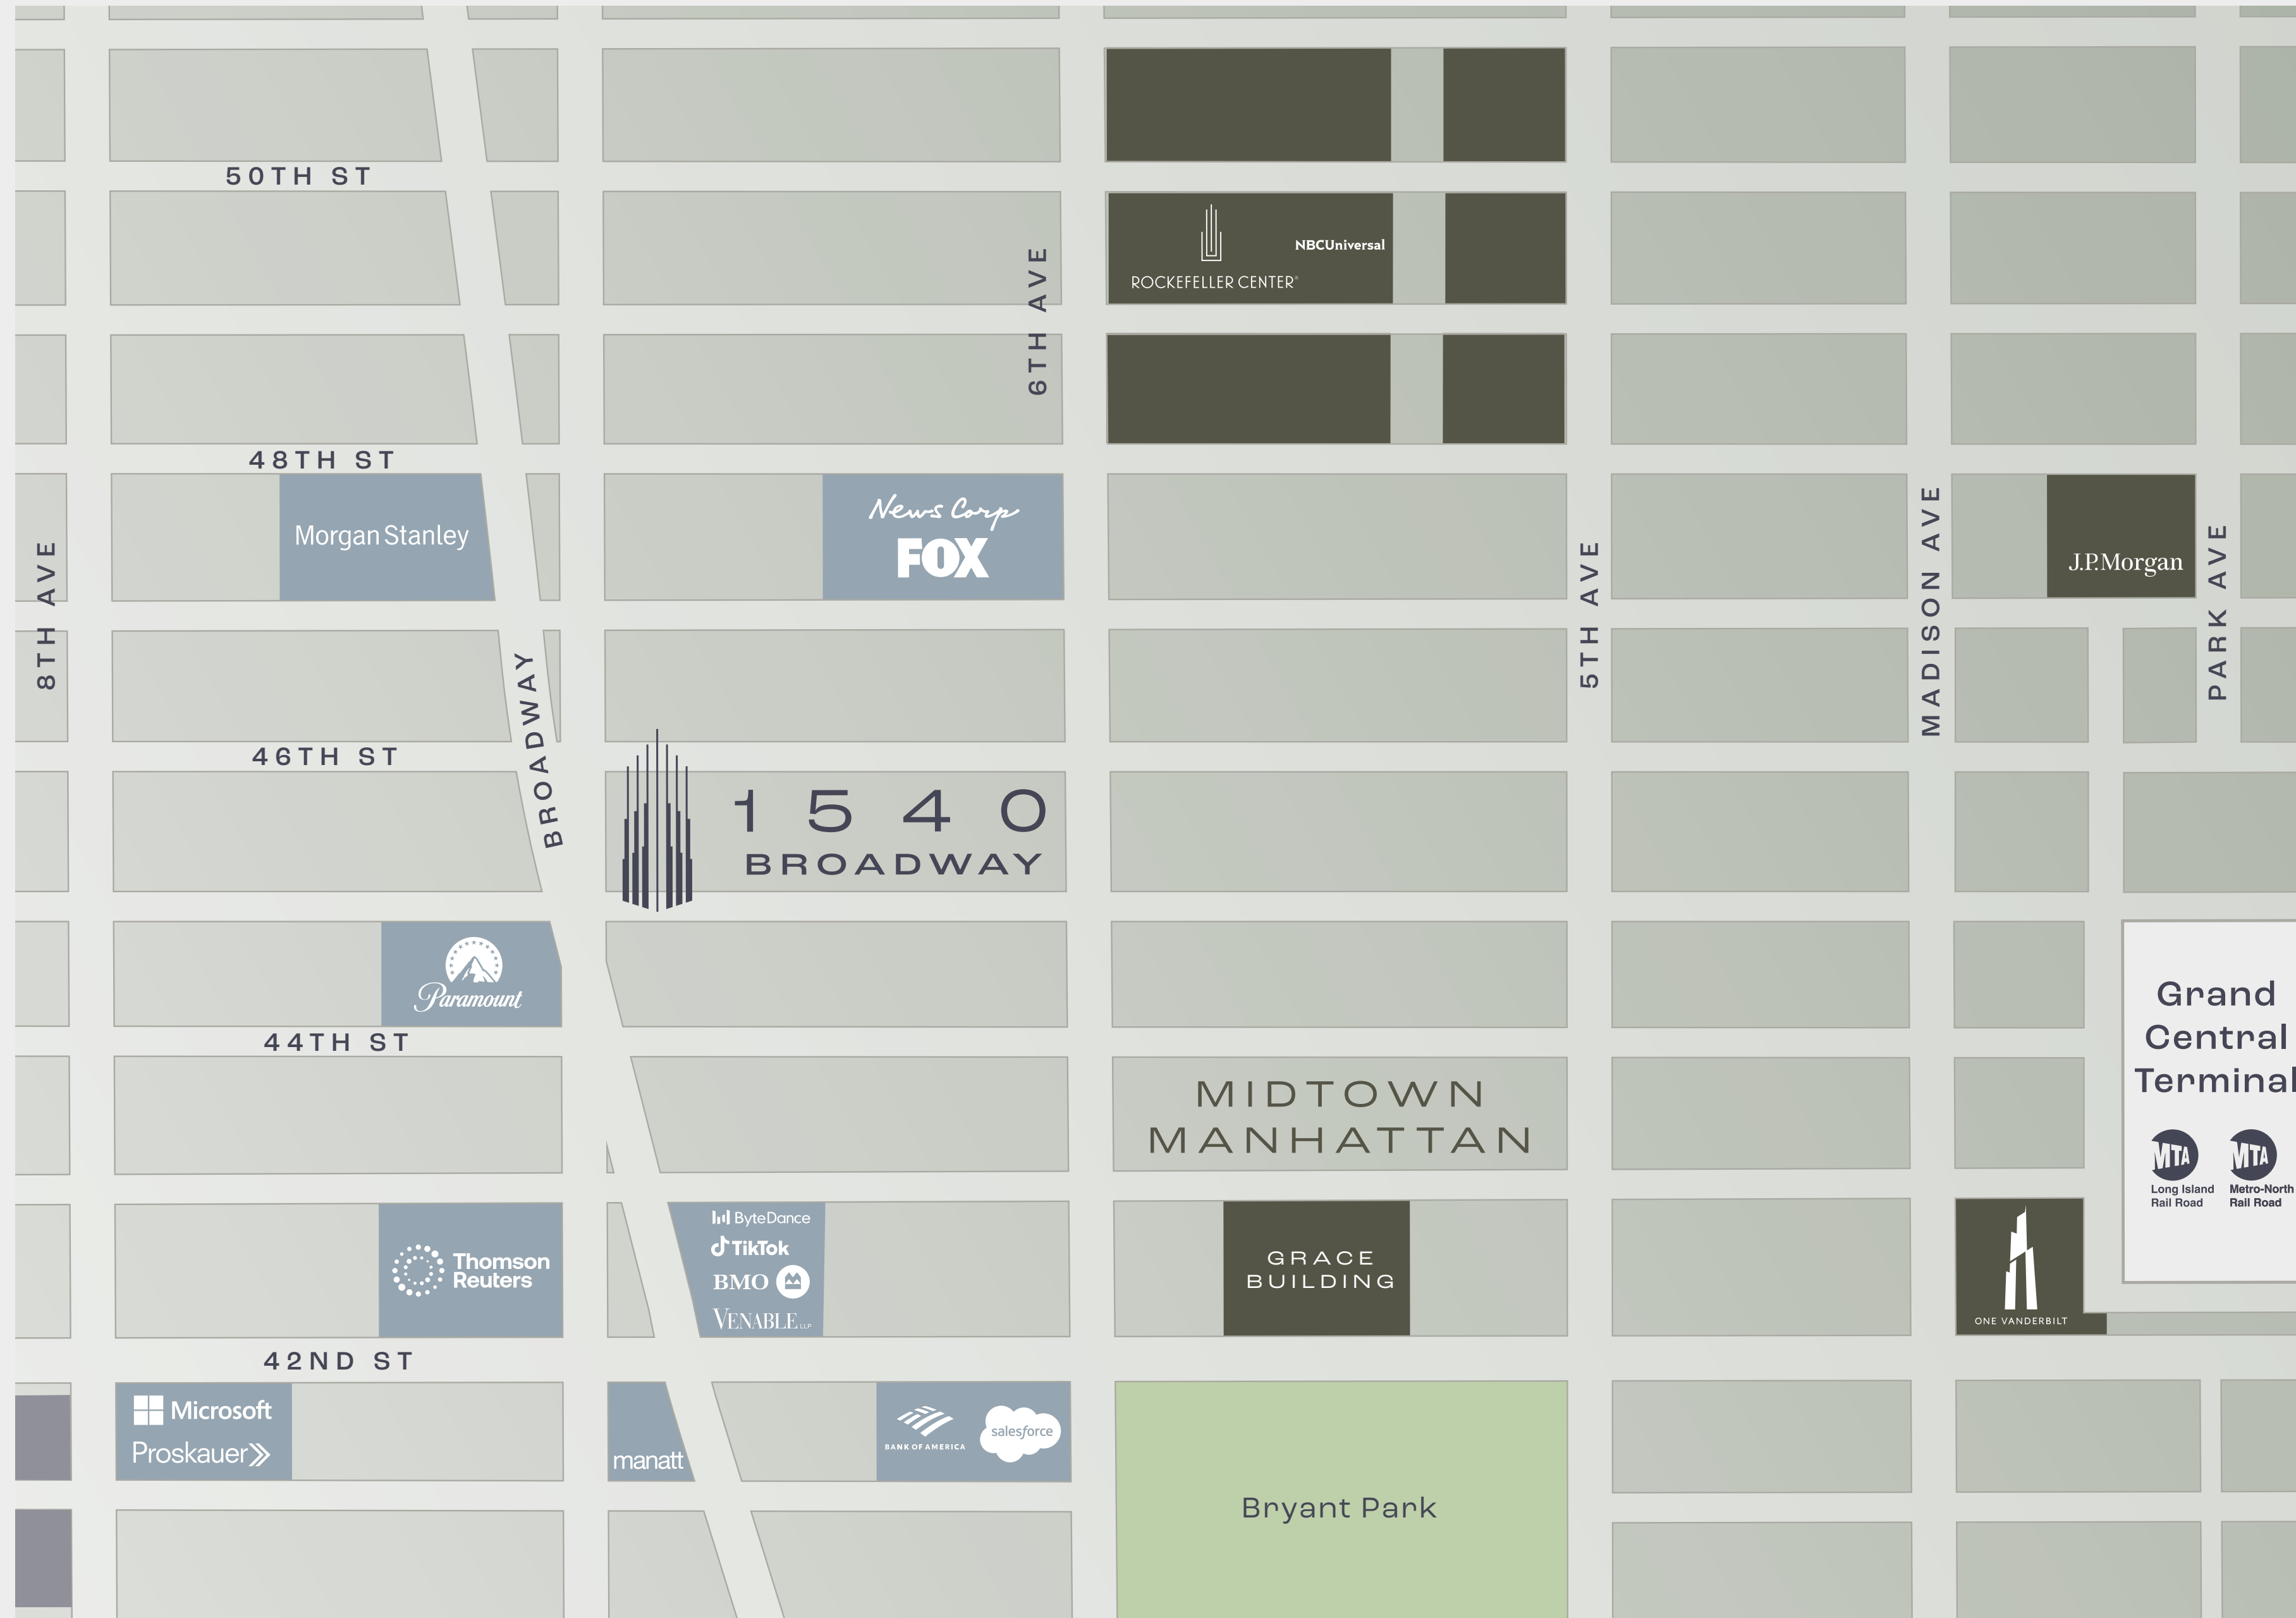 50TH ST
NBCUniversal
ROCKEFELLER CENTER®
6TH AVE
48TH ST
Morgan Stanley
News Corp
FOX
J.P.Morgan
8TH AVE
5TH AVE
MADISON AVE
PARK AVE
BROADWAY
46TH ST
1540
BROADWAY
Paramount
44TH ST
Grand
Central
Terminal
MTA
MTA
Long Island
Rail Road
Metro-North
Rail Road
MIDTOWN
MANHATTAN
Thomson
Reuters
ByteDance
TikTok
BMO
VENABLE LLP
GRACE
BUILDING
ONE VANDERBILT
42ND ST
Microsoft
Proskauer
manatt
BANK OF AMERICA
salesforce
Bryant Park